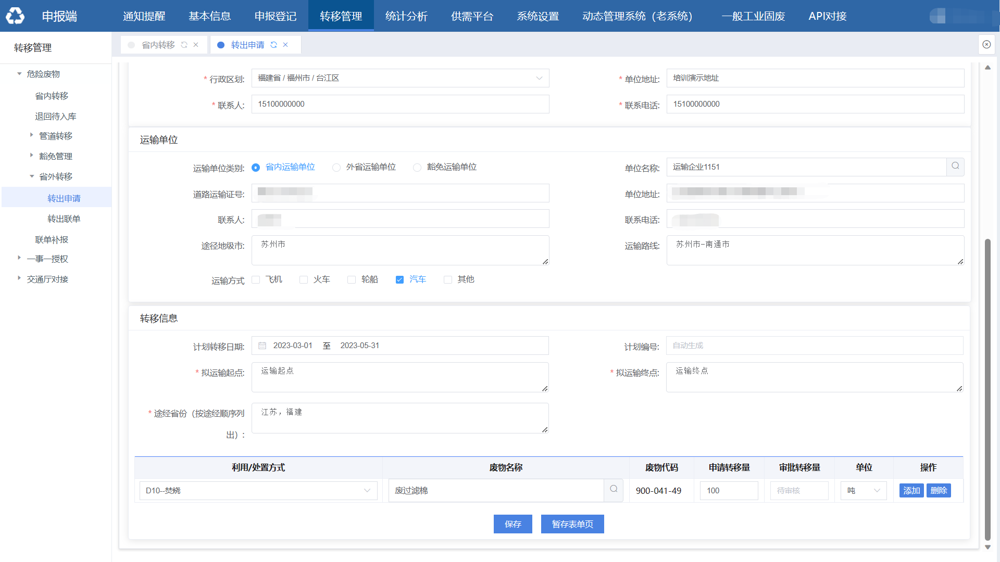 申报端 通知提醒 基本信息 申报登记 转移管理 统计分析 供需平台 系统设置 动态管理系统（老系统） 一般工业固废 API对接
转移管理
省内转移 转出申请
危险废物
省内转移
退回待入库
管道转移
豁免管理
省外转移
转出申请
转出联单
联单补报
一事一授权
交通厅对接
* 行政区划: 福建省 / 福州市 / 台江区 * 单位地址: 培训演示地址
* 联系人: 15100000000 * 联系电话: 15100000000
运输单位
运输单位类别: 省内运输单位 外省运输单位 豁免运输单位 单位名称: 运输企业1151
道路运输证号: 单位地址:
联系人: 联系电话:
途径地级市: 苏州市 运输路线: 苏州市-南通市
运输方式 飞机 火车 轮船 汽车 其他
转移信息
计划转移日期: 2023-03-01 至 2023-05-31 计划编号: 自动生成
* 拟运输起点: 运输起点 * 拟运输终点: 运输终点
* 途经省份（按途经顺序列
出）: 江苏，福建
利用/处置方式 废物名称 废物代码 申请转移量 审批转移量 单位 操作
D10--焚烧 废过滤棉 900-041-49 100 待审核 吨 添加 删除
保存 暂存表单页